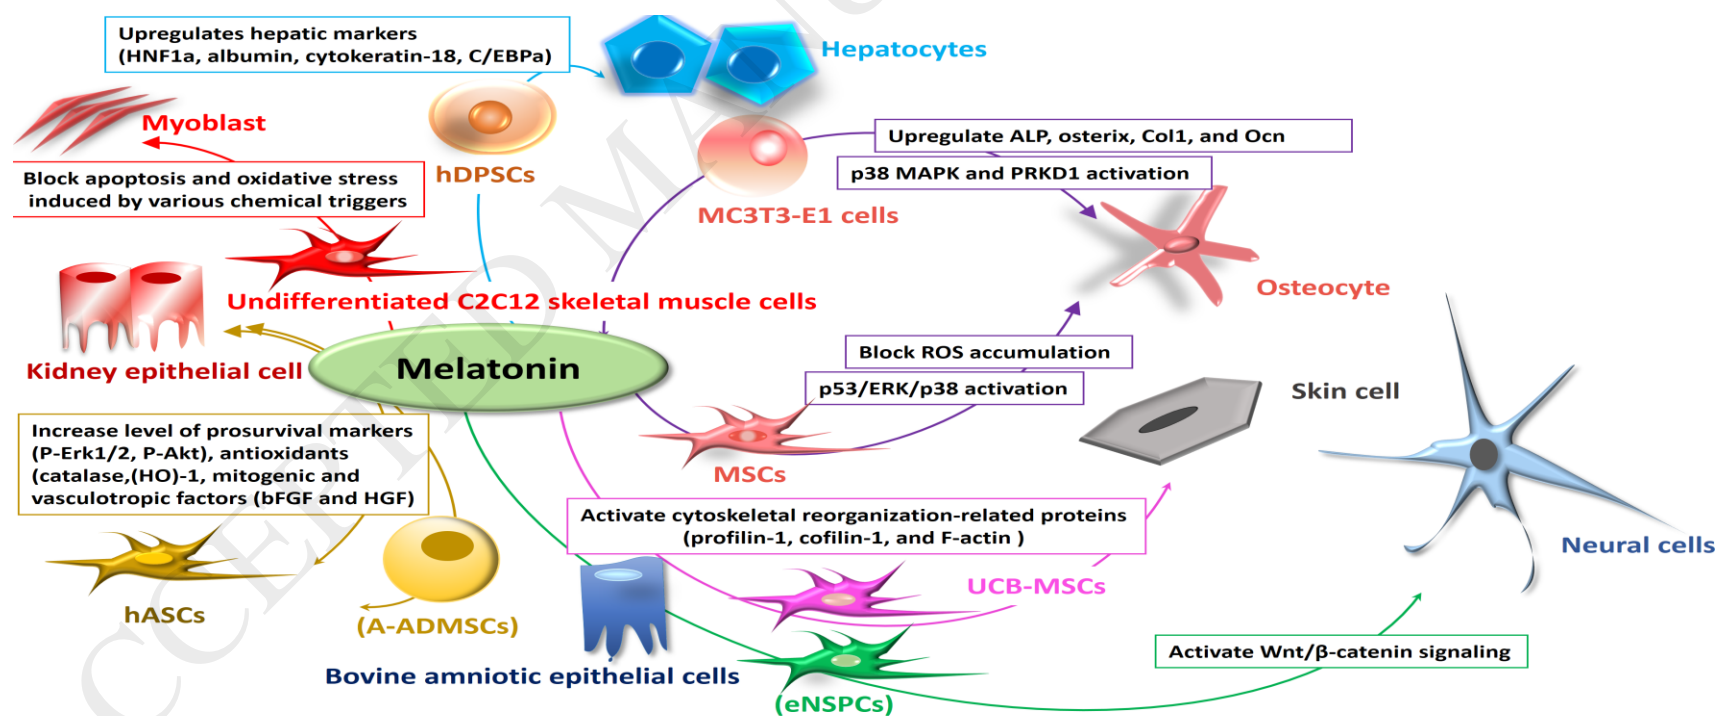 Upregulates hepatic markers
(HNF1a, albumin, cytokeratin-18, C/EBPa)
Hepatocytes
Myoblast
Upregulate ALP, osterix, Col1, and Ocn
p38 MAPK and PRKD1 activation
Block apoptosis and oxidative stress
induced by various chemical triggers
hDPSCs
MC3T3-E1 cells
Osteocyte
Undifferentiated C2C12 skeletal muscle cells
Kidney epithelial cell
Melatonin
Block ROS accumulation
p53/ERK/p38 activation
Skin cell
Increase level of prosurvival markers
(P-Erk1/2, P-Akt), antioxidants
(catalase,(HO)-1, mitogenic and
vasculotropic factors (bFGF and HGF)
MSCs
Activate cytoskeletal reorganization-related proteins
(profilin-1, cofilin-1, and F-actin )
Neural cells
UCB-MSCs
hASCs
(A-ADMSCs)
Bovine amniotic epithelial cells
Activate Wnt/β-catenin signaling
(eNSPCs)
CCEPTED MANU